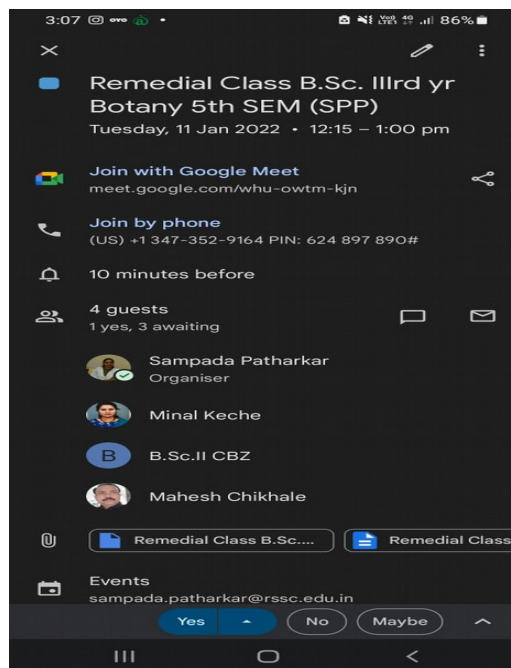 3:07 86%
Remedial Class B.Sc. IIIrd yr
Botany 5th SEM (SPP)
Tuesday, 11 Jan 2022 • 12:15 – 1:00 pm
Join with Google Meet
meet.google.com/whu-owtm-kjn
Join by phone
(US) +1 347-352-9164 PIN: 624 897 890#
10 minutes before
4 guests
1 yes, 3 awaiting
Sampada Patharkar
Organiser
Minal Keche
B B.Sc.II CBZ
Mahesh Chikhale
Remedial Class B.Sc.... Remedial Class
Events
sampada.patharkar@rssc.edu.in
Yes No Maybe